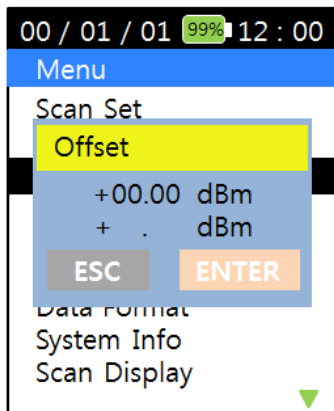 00 / 01 / 01 99% 12 : 00
Menu
Scan Set
Offset
+00.00 dBm
+ . dBm
ESC ENTER
Data Format
System Info
Scan Display